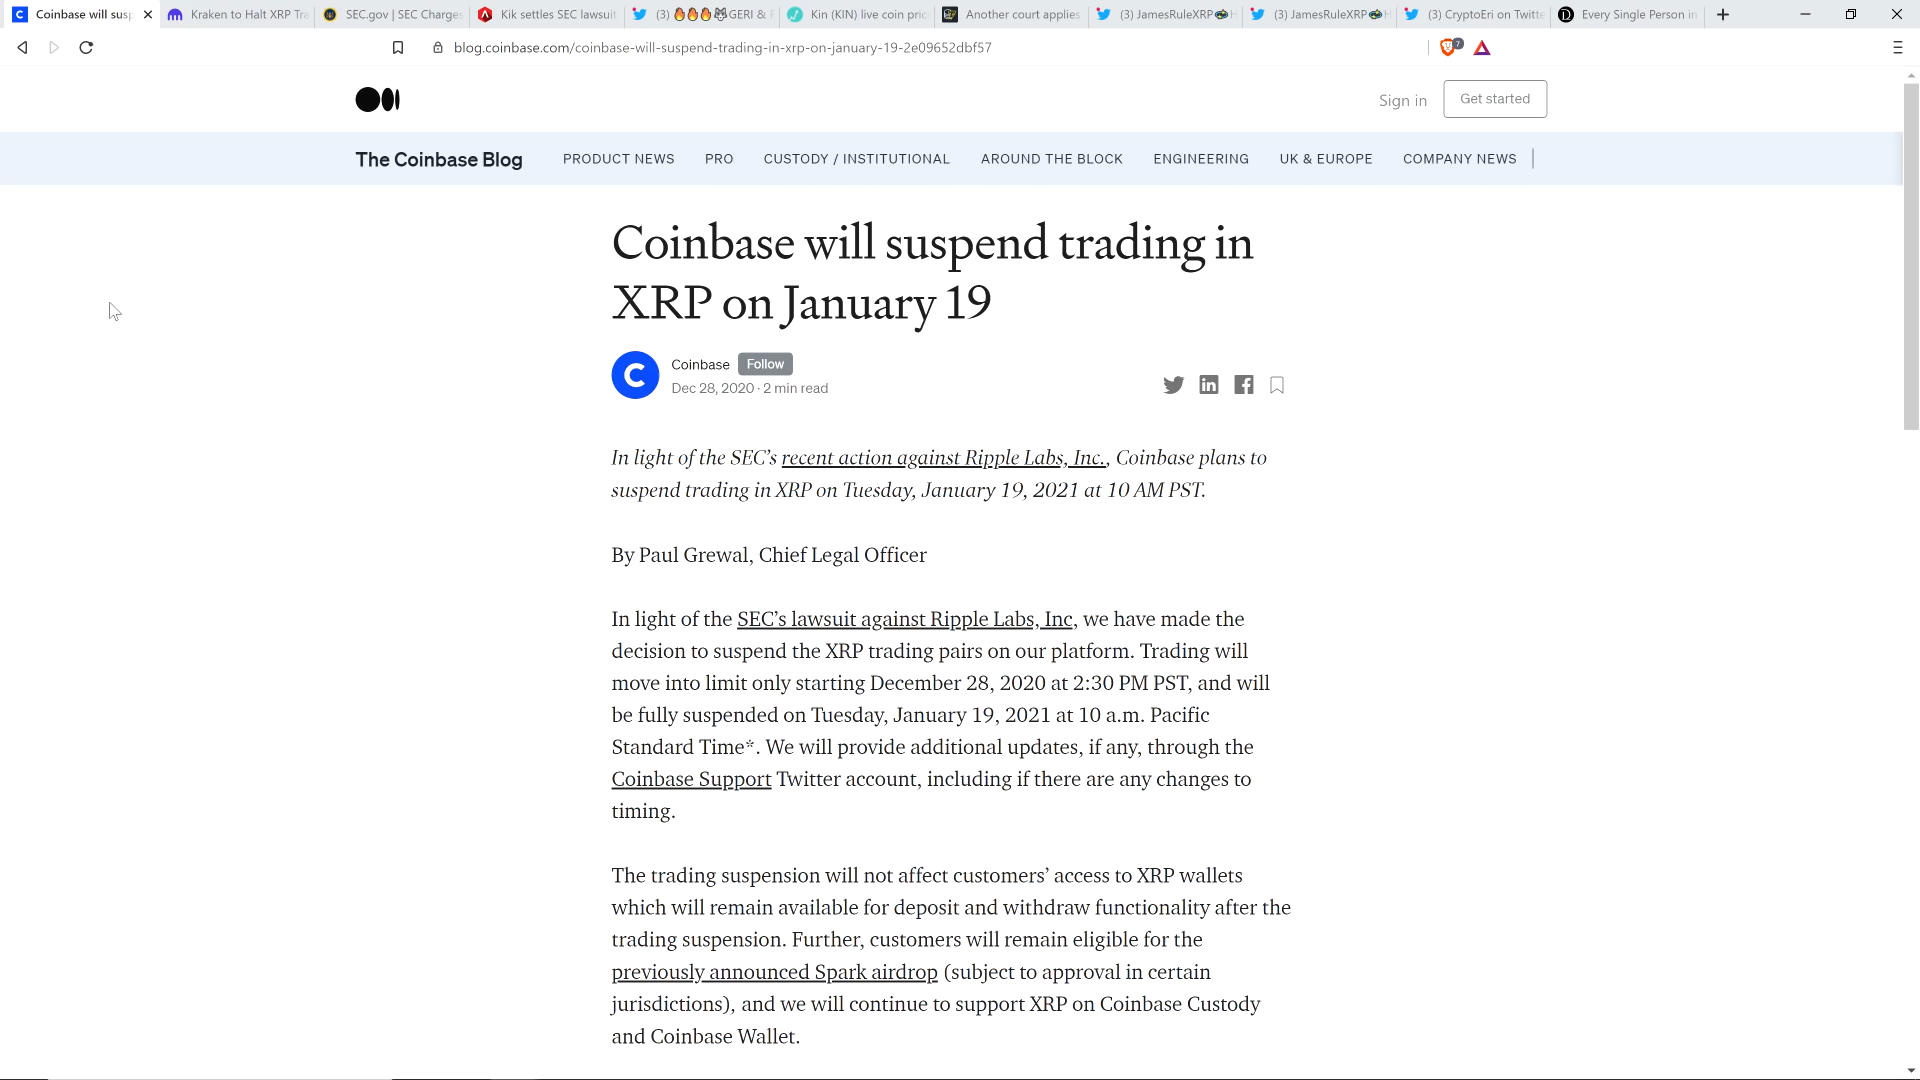 Coinbase will sus
Kraken to Halt XRP Tra
SEC.gov | SEC Charges
Kik settles SEC lawsuit
(3) 🔥🔥🔥🐺GERI &
Kin (KIN) live coin pric
Another court applies
(3) JamesRuleXRP
(3) JamesRuleXRP
(3) CryptoEri on Twitte
Every Single Person in
blog.coinbase.com/coinbase-will-suspend-trading-in-xrp-on-january-19-2e09652dbf57
7
Sign in
Get started
The Coinbase Blog
PRODUCT NEWS
PRO
CUSTODY / INSTITUTIONAL
AROUND THE BLOCK
ENGINEERING
UK & EUROPE
COMPANY NEWS
Coinbase will suspend trading in
XRP on January 19
Coinbase
Follow
Dec 28, 2020 · 2 min read
In light of the SEC’s recent action against Ripple Labs, Inc., Coinbase plans to
suspend trading in XRP on Tuesday, January 19, 2021 at 10 AM PST.
By Paul Grewal, Chief Legal Officer
In light of the SEC’s lawsuit against Ripple Labs, Inc, we have made the
decision to suspend the XRP trading pairs on our platform. Trading will
move into limit only starting December 28, 2020 at 2:30 PM PST, and will
be fully suspended on Tuesday, January 19, 2021 at 10 a.m. Pacific
Standard Time*. We will provide additional updates, if any, through the
Coinbase Support Twitter account, including if there are any changes to
timing.
The trading suspension will not affect customers’ access to XRP wallets
which will remain available for deposit and withdraw functionality after the
trading suspension. Further, customers will remain eligible for the
previously announced Spark airdrop (subject to approval in certain
jurisdictions), and we will continue to support XRP on Coinbase Custody
and Coinbase Wallet.